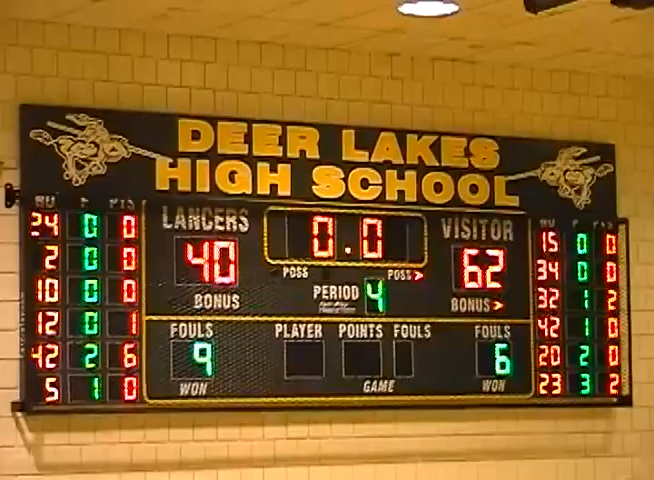 DEER LAKES
HIGH SCHOOL
NO F PTS
24 0 0
2 0 0
10 0 0
12 0 1
42 2 6
5 1 0
LANCERS
40
BONUS
0.0
POSS POSS >
PERIOD 4
VISITOR
62
BONUS >
FOULS
9
WON
PLAYER POINTS FOULS
GAME
FOULS
6
WON
15 0 0
34 0 0
32 1 2
42 1 0
20 2 0
23 3 2